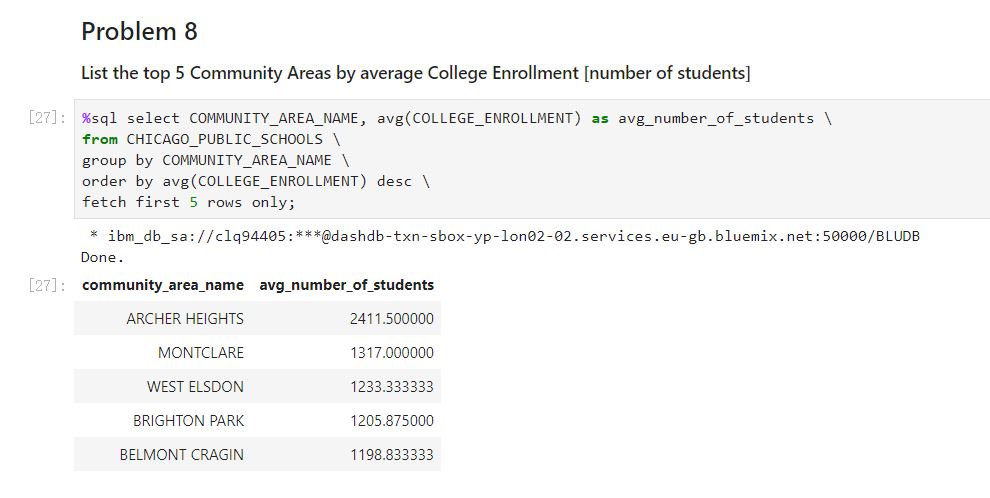 Problem 8
List the top 5 Community Areas by average College Enrollment [number of students]
[27]: %sql select COMMUNITY_AREA_NAME, avg(COLLEGE_ENROLLMENT) as avg_number_of_students \
from CHICAGO_PUBLIC_SCHOOLS \
group by COMMUNITY_AREA_NAME \
order by avg(COLLEGE_ENROLLMENT) desc \
fetch first 5 rows only;
* ibm_db_sa://clq94405:***@dashdb-txn-sbox-yp-lon02-02.services.eu-gb.bluemix.net:50000/BLUDB
Done.
[27]: community_area_name avg_number_of_students
ARCHER HEIGHTS 2411.500000
MONTCLARE 1317.000000
WEST ELSDON 1233.333333
BRIGHTON PARK 1205.875000
BELMONT CRAGIN 1198.833333